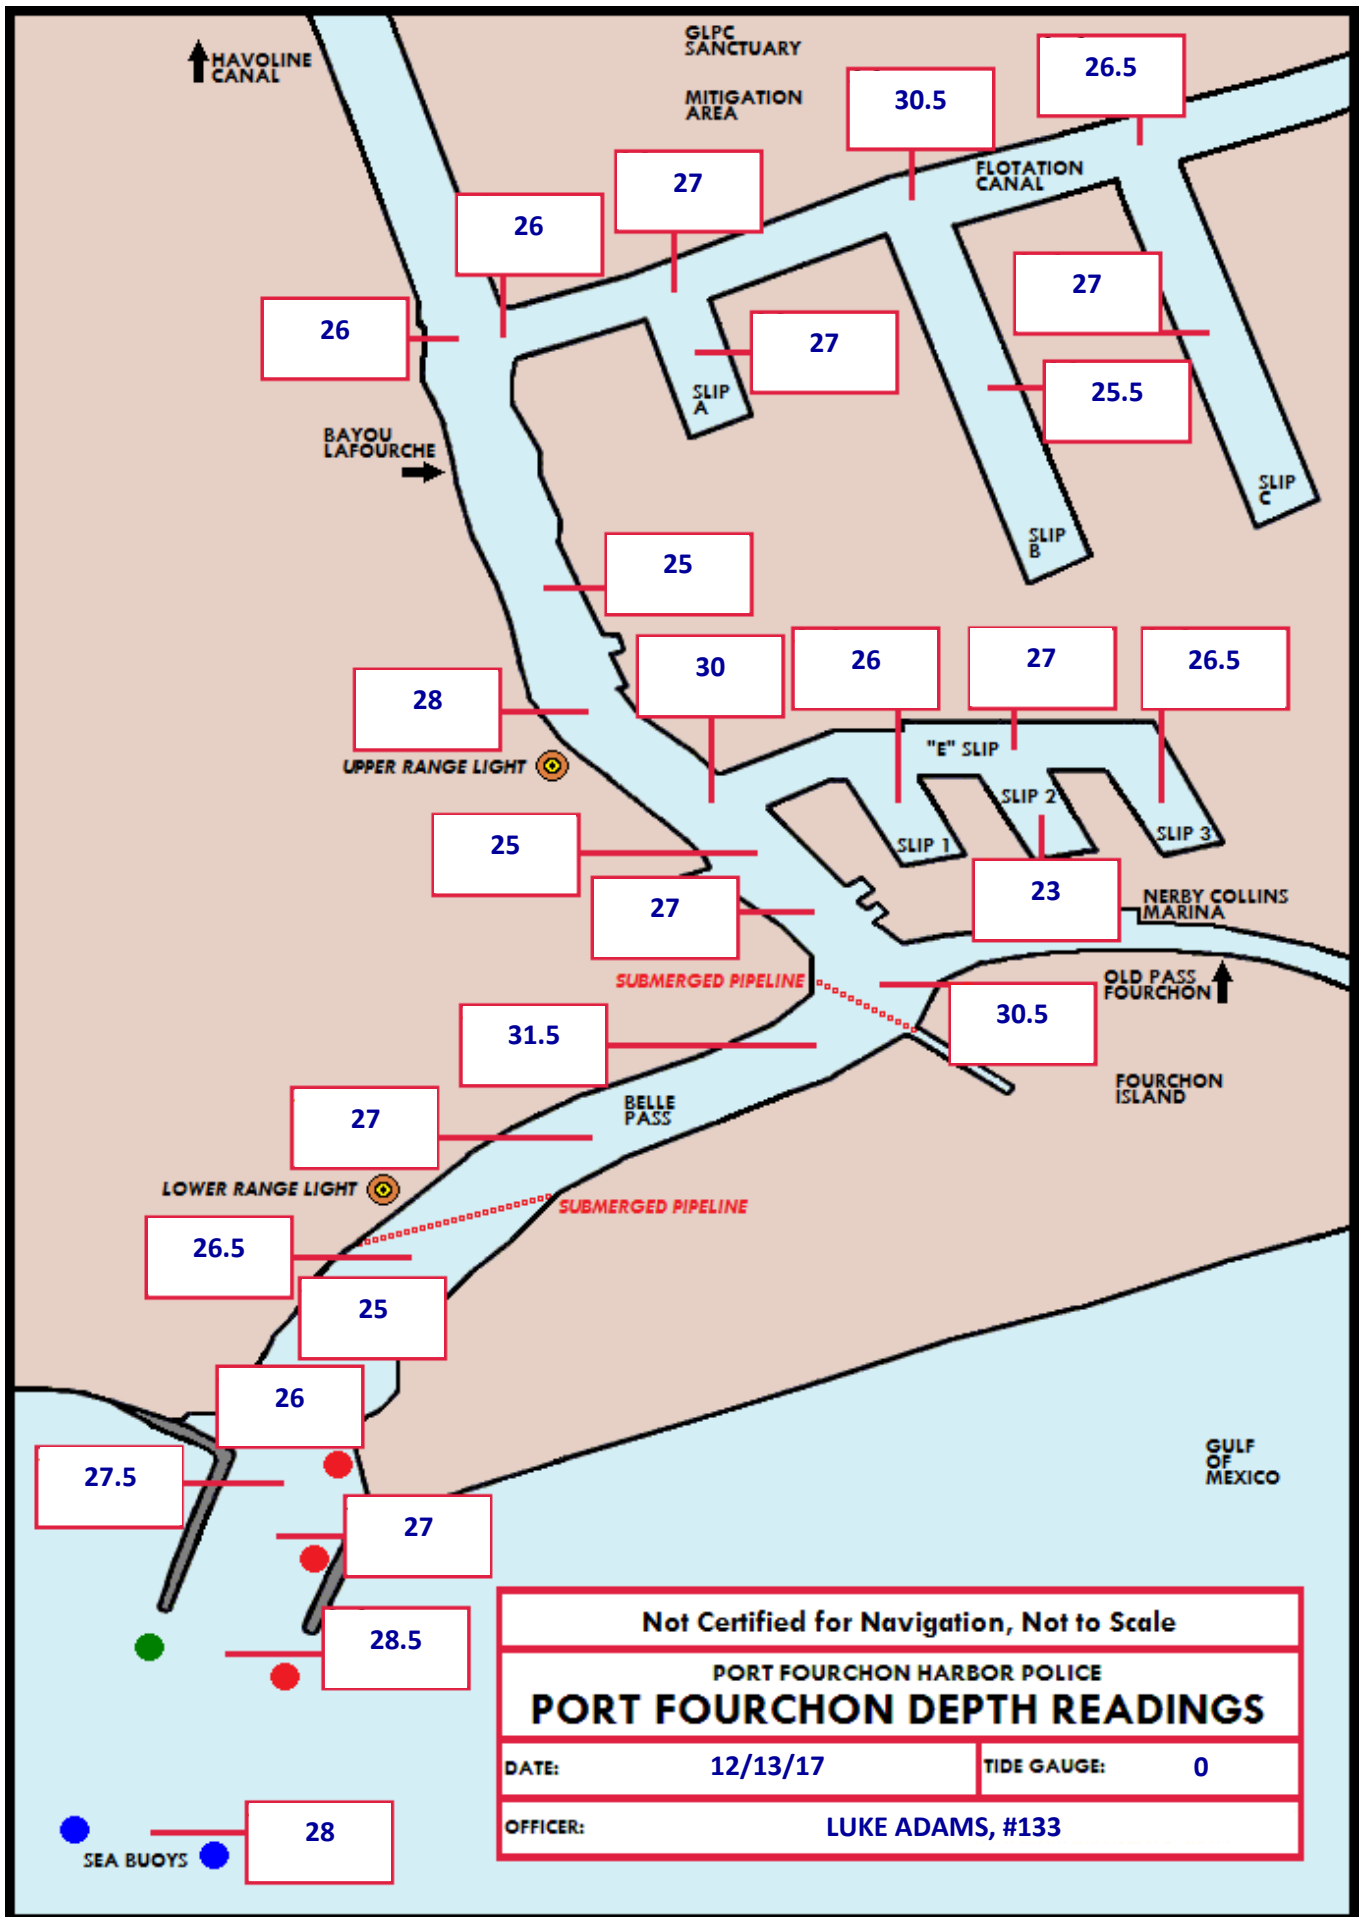 GLPC
SANCTUARY
HAVOLINE
CANAL
26.5
MITIGATION
AREA
30.5
FLOTATION
CANAL
27
26
27
26
27
SLIP
A
25.5
BAYOU
LAFOURCHE
SLIP
C
SLIP
B
25
30
26
27
26.5
28
"E" SLIP
UPPER RANGE LIGHT
SLIP 2
SLIP 1
SLIP 3
25
23
27
NERBY COLLINS
MARINA
SUBMERGED PIPELINE
OLD PASS
FOURCHON
30.5
31.5
FOURCHON
ISLAND
BELLE
PASS
27
LOWER RANGE LIGHT
SUBMERGED PIPELINE
26.5
25
26
GULF
OF
MEXICO
27.5
27
28.5
Not Certified for Navigation, Not to Scale
PORT FOURCHON HARBOR POLICE
PORT FOURCHON DEPTH READINGS
DATE: 12/13/17 TIDE GAUGE: 0
OFFICER: LUKE ADAMS, #133
28
SEA BUOYS